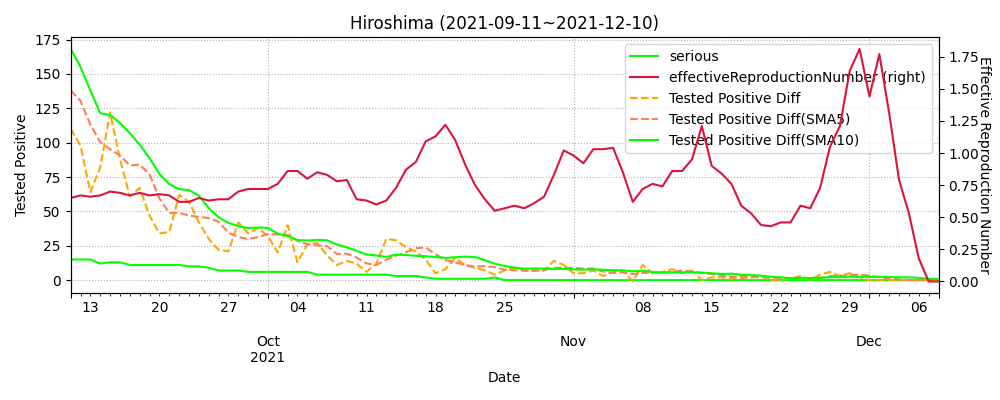 Hiroshima (2021-09-11~2021-12-10)
175
150
125
100
75
50
25
0
Tested Positive
serious
effectiveReproductionNumber (right)
Tested Positive Diff
Tested Positive Diff(SMA5)
Tested Positive Diff(SMA10)
1.75
1.50
1.25
1.00
0.75
0.50
0.25
0.00
Effective Reproduction Number
13 20 27 04 11 18 25 08 15 22 29 06
Oct Nov Dec
2021
Date